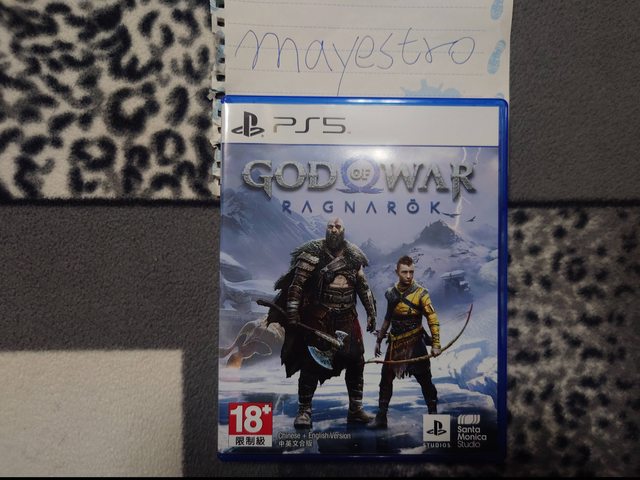 mayestro
PS5
GOD OF WAR
RAGNARÖK
18+
限制級
Chinese + English Version
中英文合版
STUDIOS
Santa
Monica
Studio